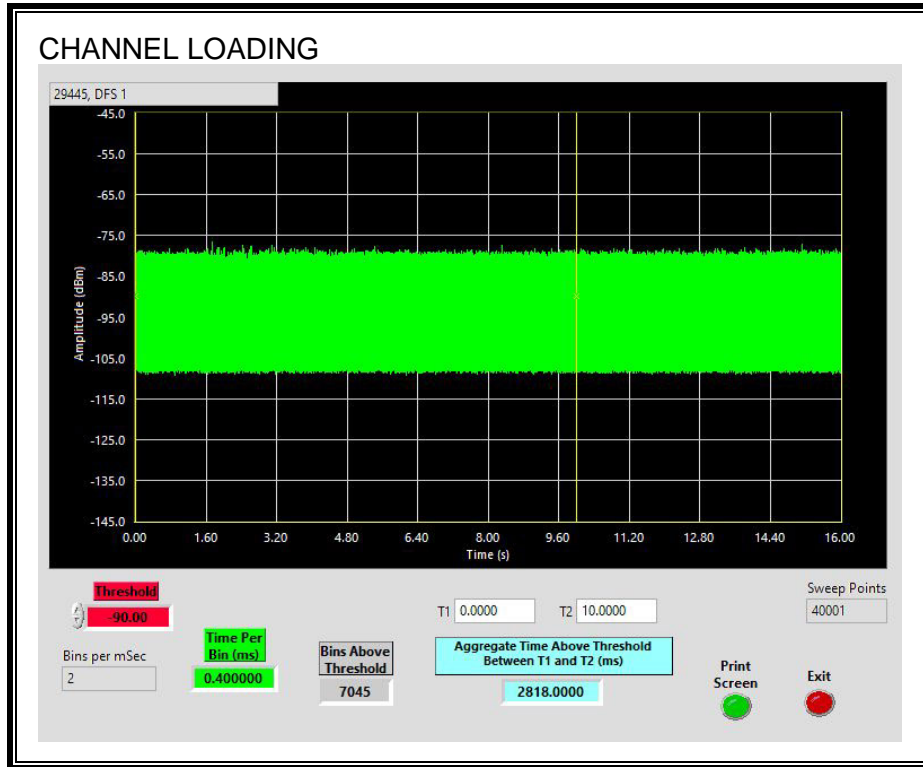 CHANNEL LOADING
29445, DFS 1
-45.0
-55.0
-65.0
-75.0
-85.0
-95.0
-105.0
-115.0
-125.0
-135.0
-145.0
Amplitude (dBm)
0.00 1.60 3.20 4.80 6.40 8.00 9.60 11.20 12.80 14.40 16.00
Time (s)
Threshold
-90.00
Bins per mSec
2
Time Per
Bin (ms)
0.400000
Bins Above
Threshold
7045
T1 0.0000 T2 10.0000
Aggregate Time Above Threshold
Between T1 and T2 (ms)
2818.0000
Sweep Points
40001
Print
Screen
Exit